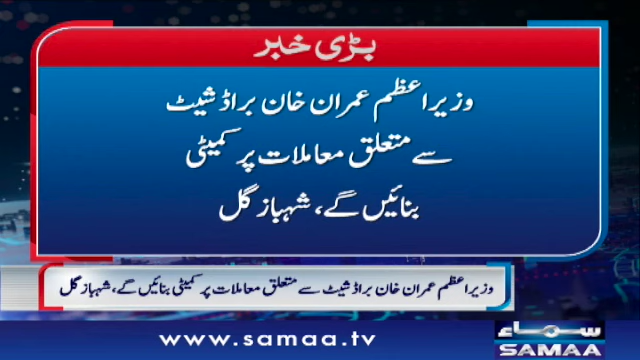 بڑی خبر
وزیراعظم عمران خان براڈ شیٹ
سے متعلق معاملات پر کمیٹی
بنائیں گے، شہباز گل
وزیراعظم عمران خان براڈ شیٹ سے متعلق معاملات پر کمیٹی بنائیں گے، شہباز گل
www.samaa.tv
سماء
SAMAA